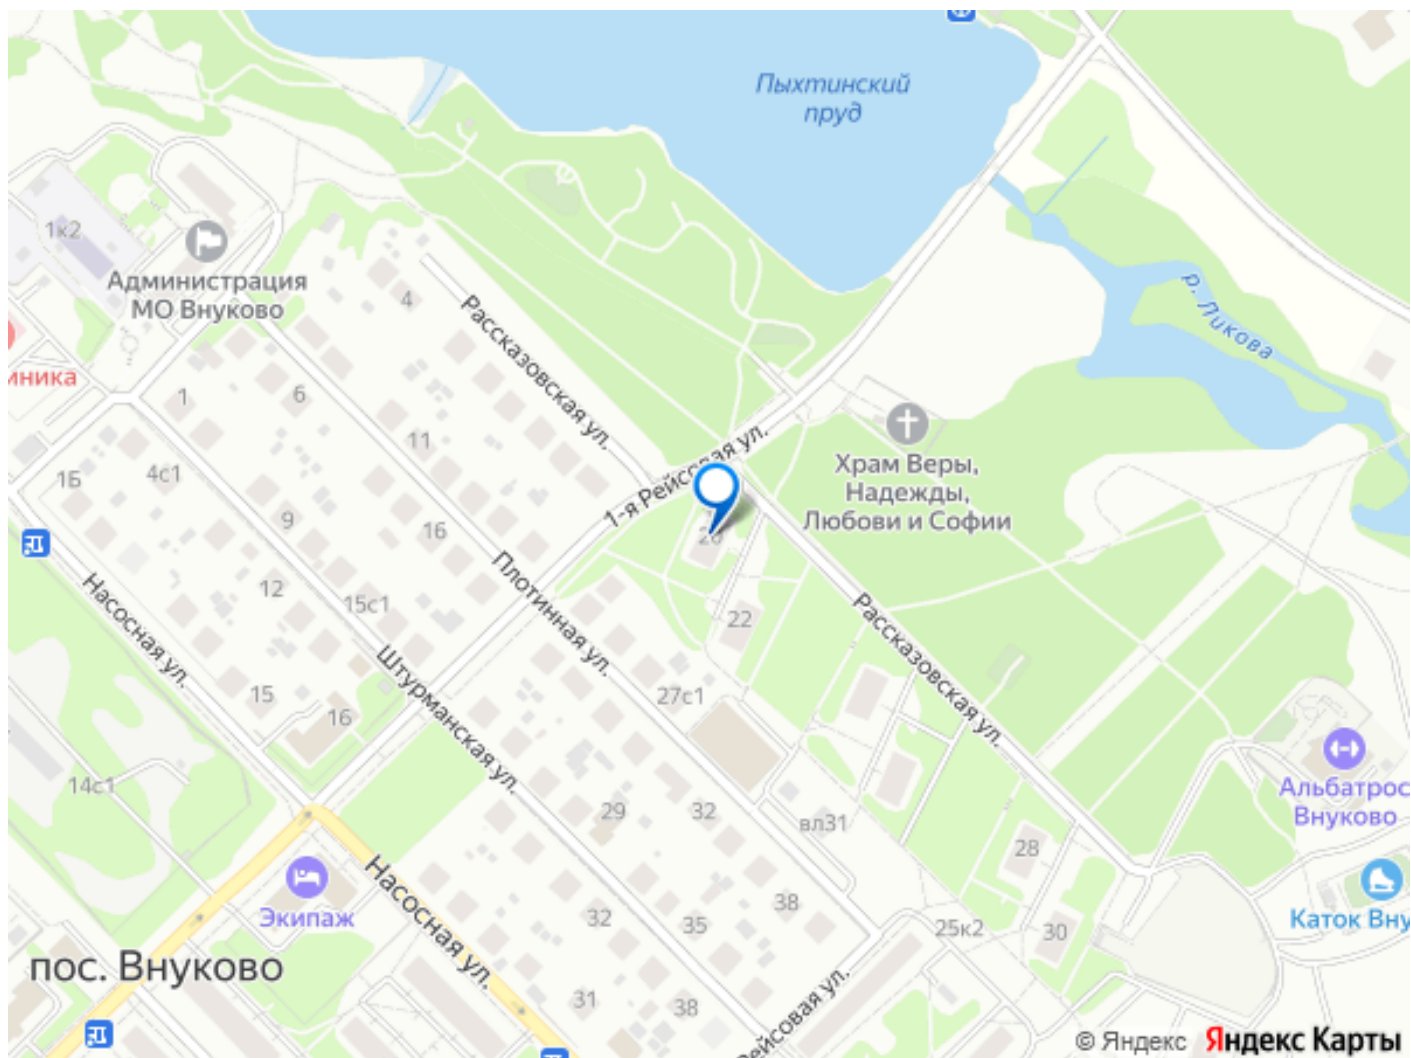 Пыхтинский
пруд
1к2
Администрация
МО Внуково
4
р. Ликова
Рассказовская ул.
иника
1
6
11
1-я Рейсовая ул.
Храм Веры,
Надежды,
Любови и Софии
1Б
4с1
9
16
12
15с1
Насосная ул.
Плотинная ул.
22
Рассказовская ул.
15
16
Штурманская ул.
27с1
14с1
29
32
вл31
Альбатрос
Внуково
28
Экипаж
Насосная ул.
32
35
38
25к2
30
Каток Вну
пос. Внуково
31
38
Рейсовая ул.
© Яндекс Яндекс Карты